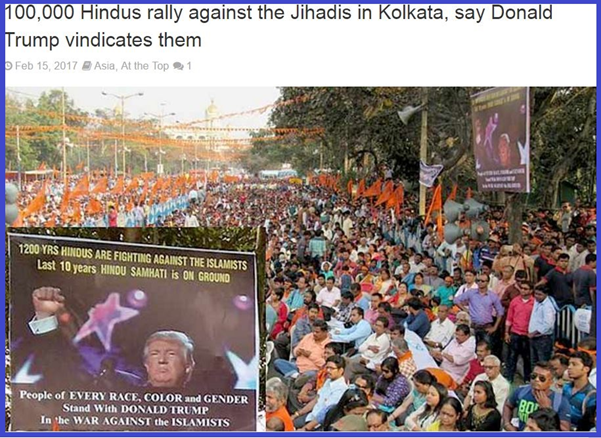 100,000 Hindus rally against the Jihadis in Kolkata, say Donald
Trump vindicates them
Feb 15, 2017 Asia, At the Top 1
1200 YRS HINDUS ARE FIGHTING AGAINST THE ISLAMISTS
Last 10 years HINDU SAMHATI is ON GROUND
People of EVERY RACE, COLOR and GENDER
Stand With DONALD TRUMP
In the WAR AGAINST the ISLAMISTS